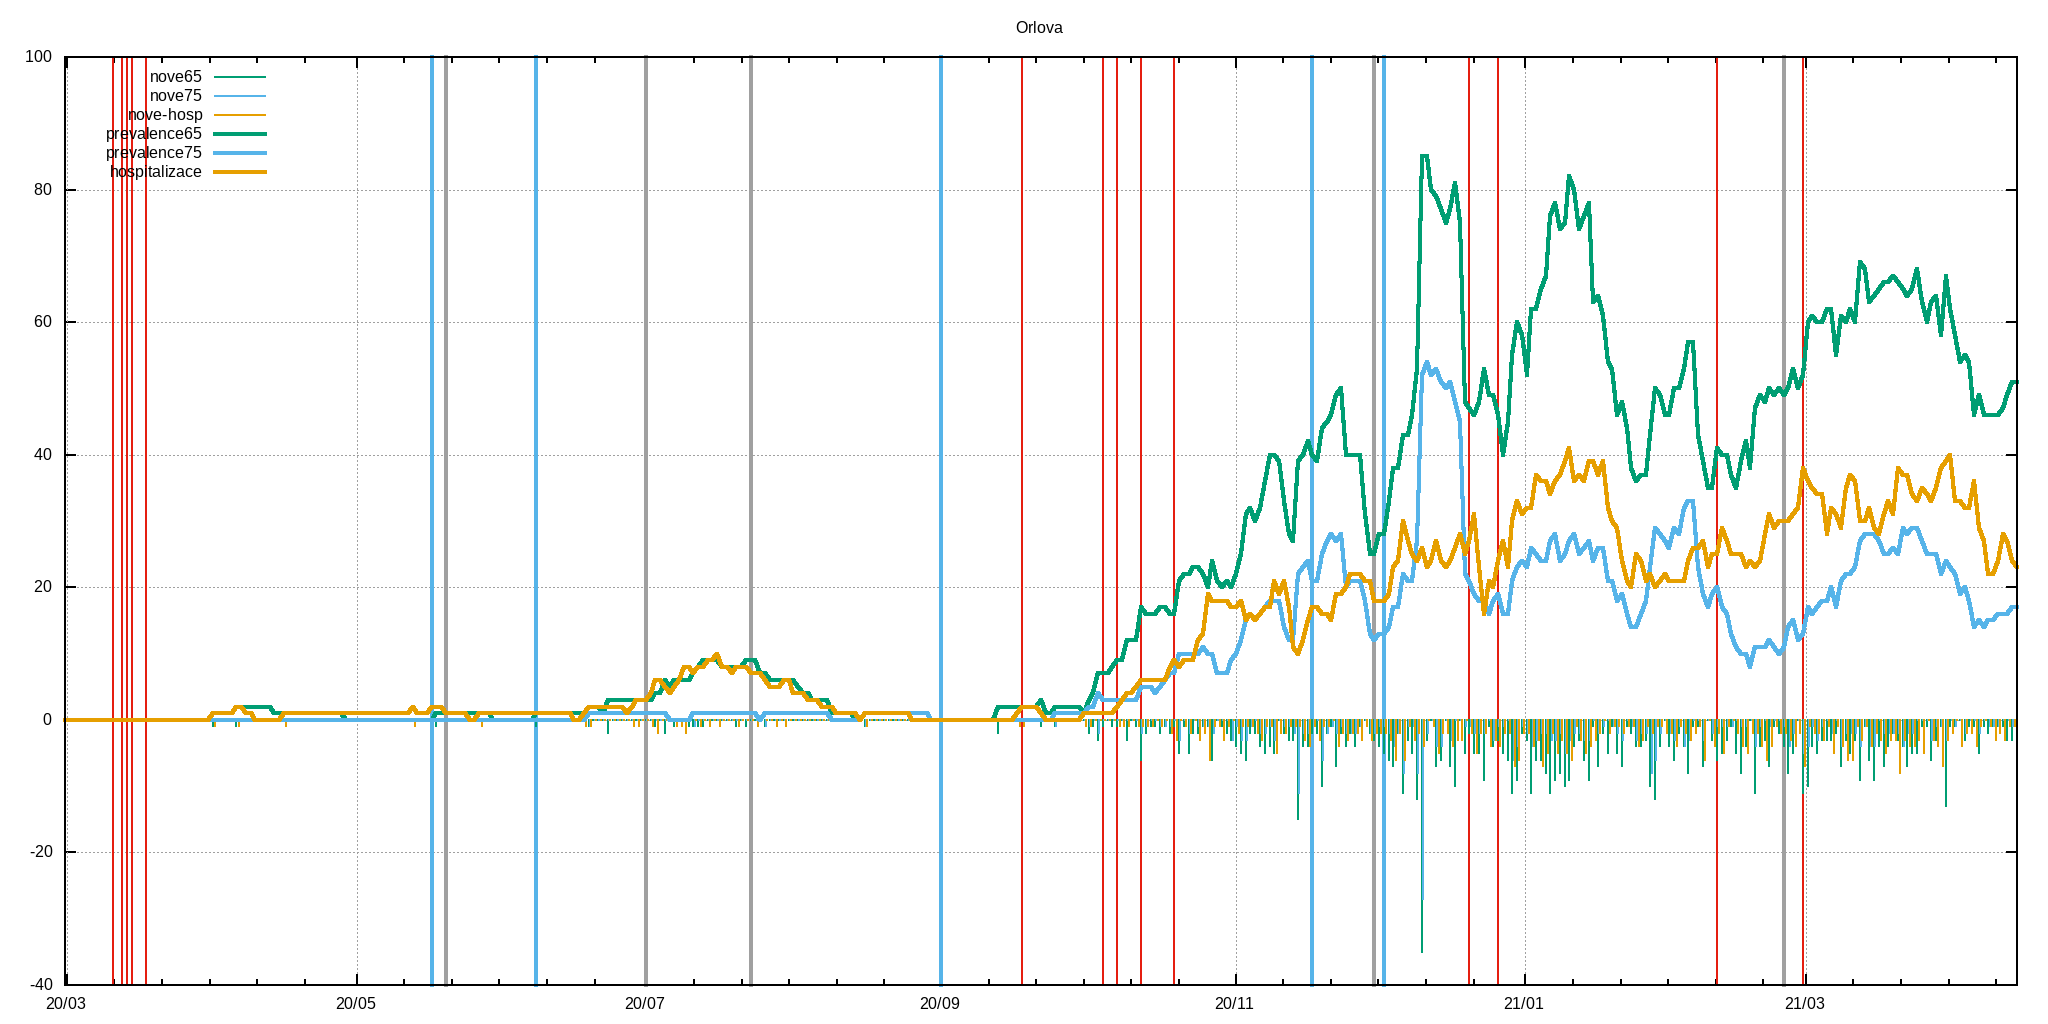 Orlova
100
80
60
40
20
0
-20
-40
nove65
nove75
nove-hosp
prevalence65
prevalence75
hospitalizace
20/03 20/05 20/07 20/09 20/11 21/01 21/03